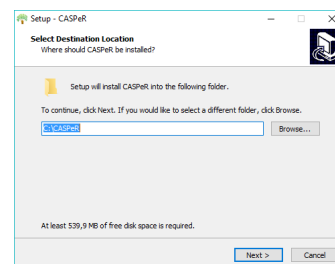 Setup - CASPeR
Select Destination Location
Where should CASPeR be installed?
Setup will install CASPeR into the following folder.
To continue, click Next. If you would like to select a different folder, click Browse.
C:\CASPeR
Browse...
At least 539,9 MB of free disk space is required.
Next >
Cancel